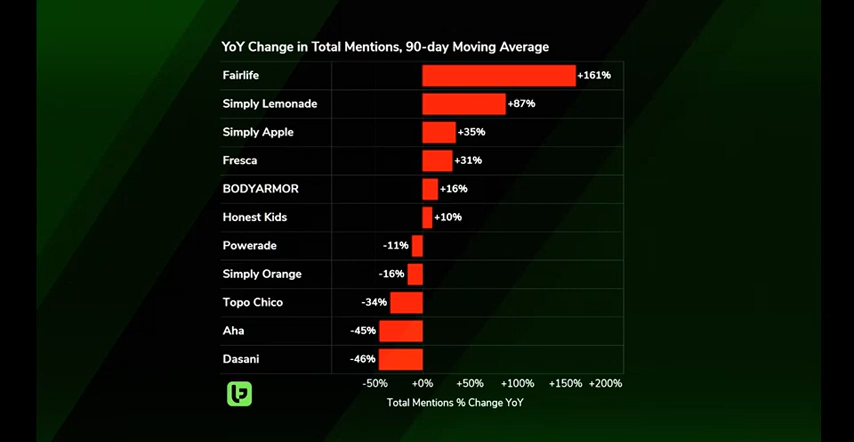 YoY Change in Total Mentions, 90-day Moving Average
Fairlife +161%
Simply Lemonade +87%
Simply Apple +35%
Fresca +31%
BODYARMOR +16%
Honest Kids +10%
Powerade -11%
Simply Orange -16%
Topo Chico -34%
Aha -45%
Dasani -46%
-50% +0% +50% +100% +150% +200%
Total Mentions % Change YoY